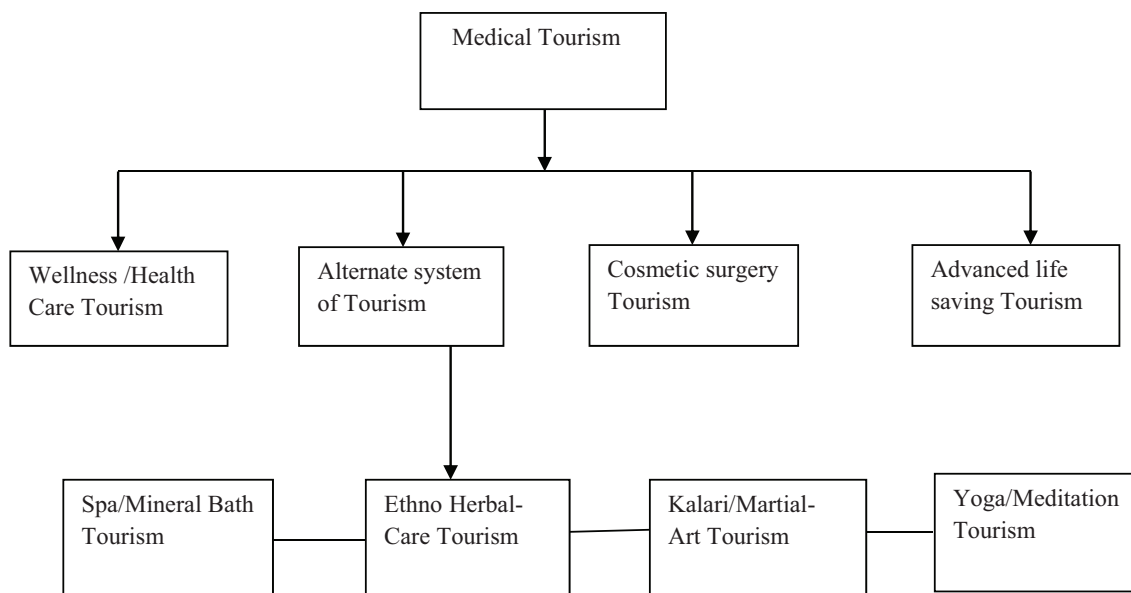 Medical Tourism
Wellness /Health
Care Tourism
Alternate system
of Tourism
Cosmetic surgery
Tourism
Advanced life
saving Tourism
Spa/Mineral Bath
Tourism
Ethno Herbal-
Care Tourism
Kalari/Martial-
Art Tourism
Yoga/Meditation
Tourism